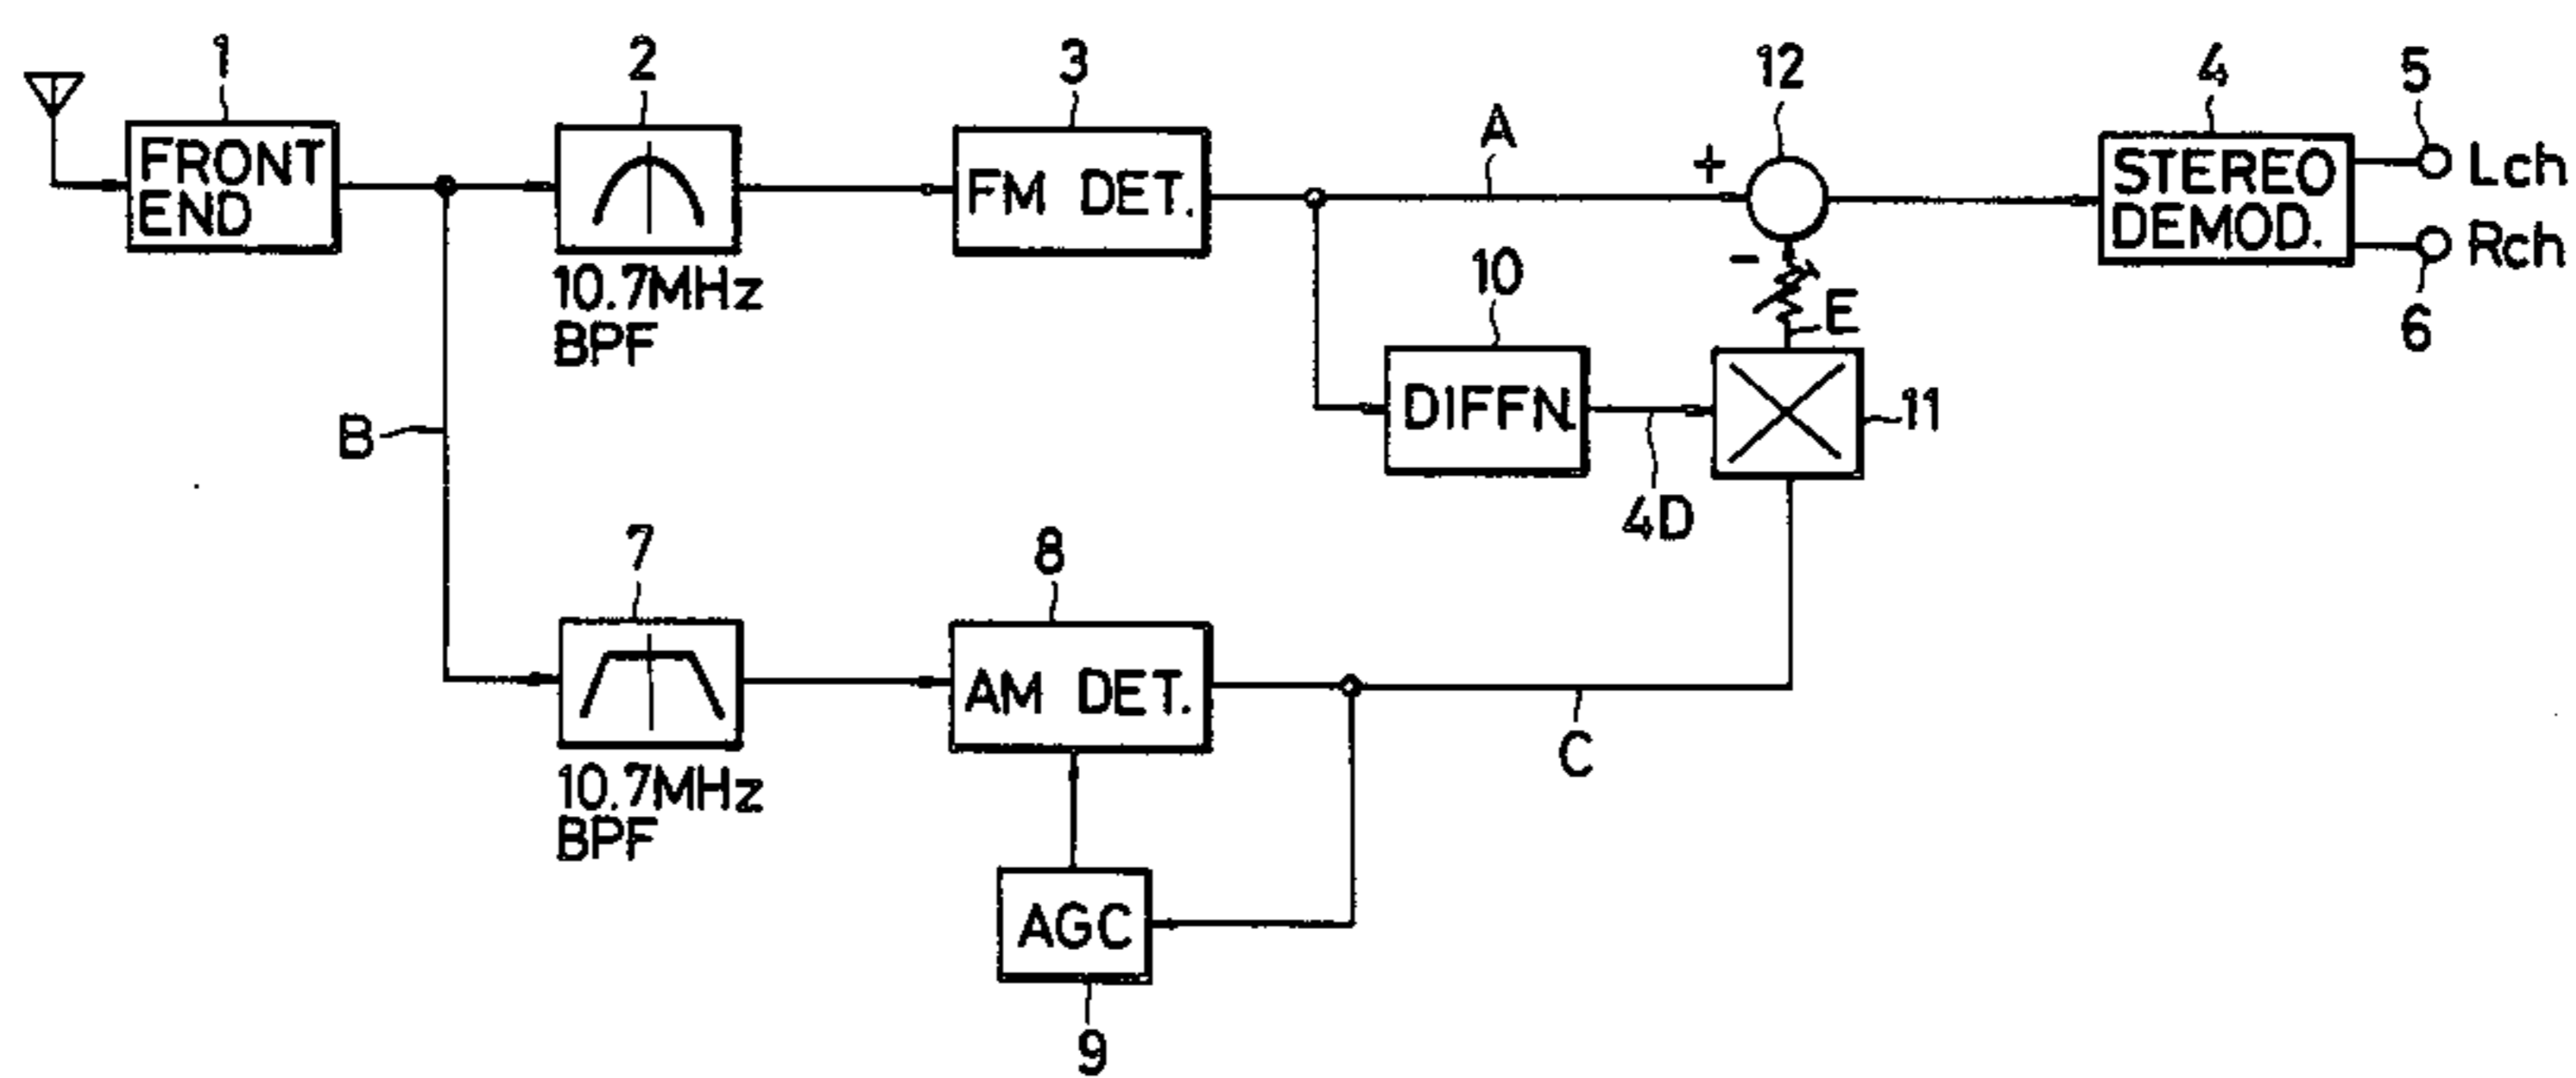 1
2
3
12
4
5
FRONT
END
FM DET.
A
+
STEREO
DEMOD.
Lch
Rch
6
10.7MHz
BPF
10
-
E
DIFFN.
11
B
4D
7
8
AM DET.
C
10.7MHz
BPF
AGC
9